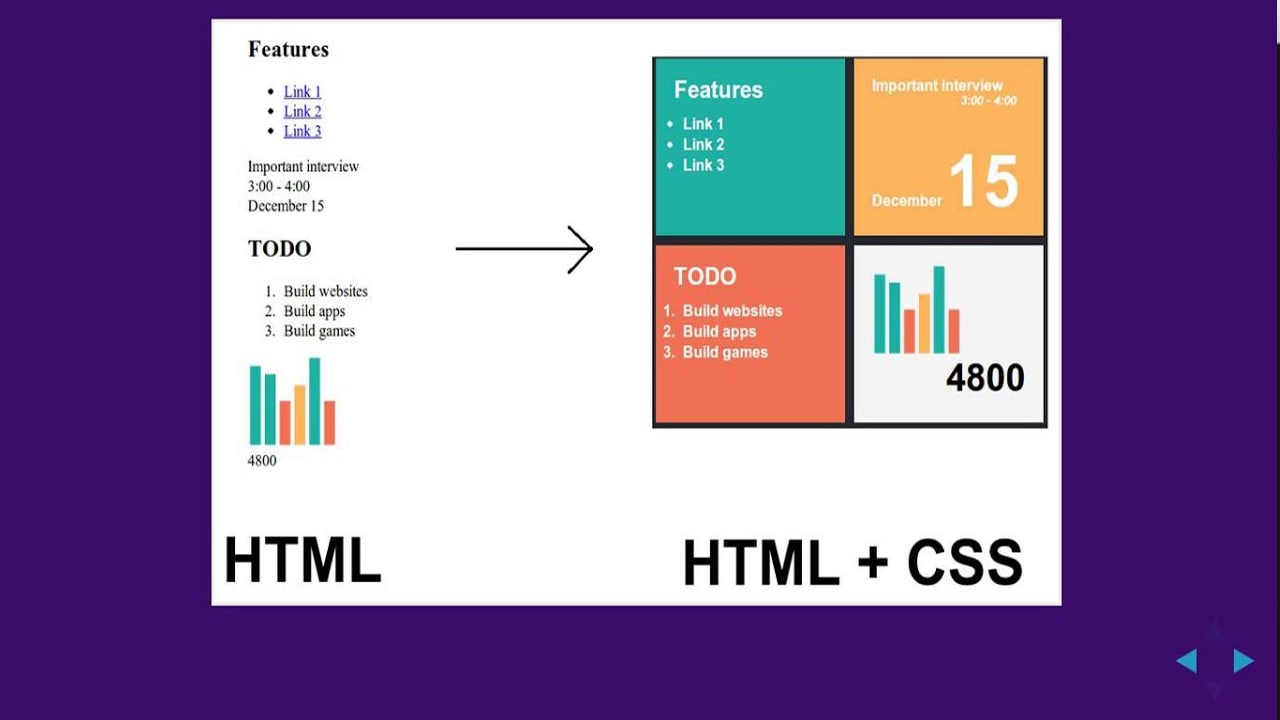 Features
• Link 1
• Link 2
• Link 3
Important interview
3:00 - 4:00
December 15
TODO
1. Build websites
2. Build apps
3. Build games
4800
HTML
Features
• Link 1
• Link 2
• Link 3
Important interview
3:00 - 4:00
December 15
TODO
1. Build websites
2. Build apps
3. Build games
4800
HTML + CSS